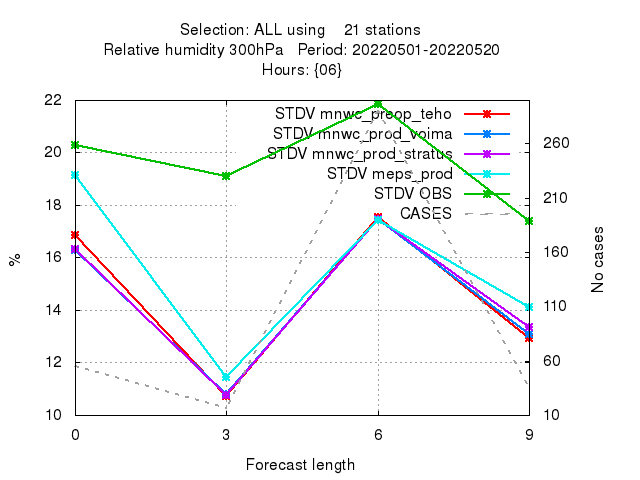 Selection: ALL using 21 stations
Relative humidity 300hPa Period: 20220501-20220520
Hours: {06}
STDV mnwc_preop_teho
STDV mnwc_prod_voima
STDV mnwc_prod_stratus
STDV meps_prod
STDV OBS
CASES
22
20
18
16
14
12
10
%
260
210
160
110
60
10
No cases
0 3 6 9
Forecast length